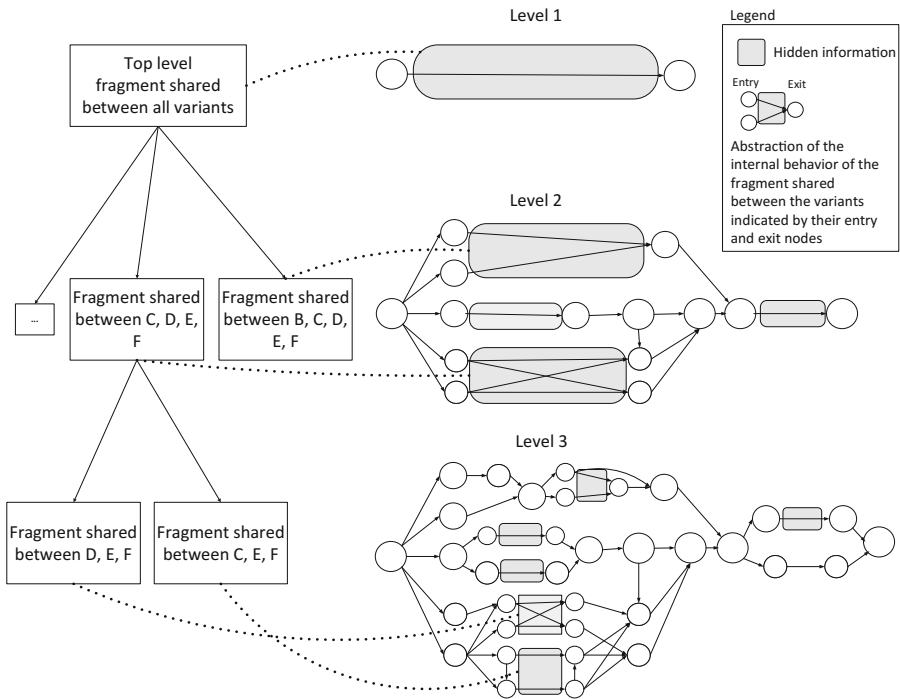 Level 1
Legend
Top level
fragment shared
between all variants
Hidden information
Entry
Exit
Abstraction of the
internal behavior of the
fragment shared
between the variants
indicated by their entry
and exit nodes
Level 2
...
Fragment shared
between C, D, E,
F
Fragment shared
between B, C, D,
E, F
Level 3
Fragment shared
between D, E, F
Fragment shared
between C, E, F